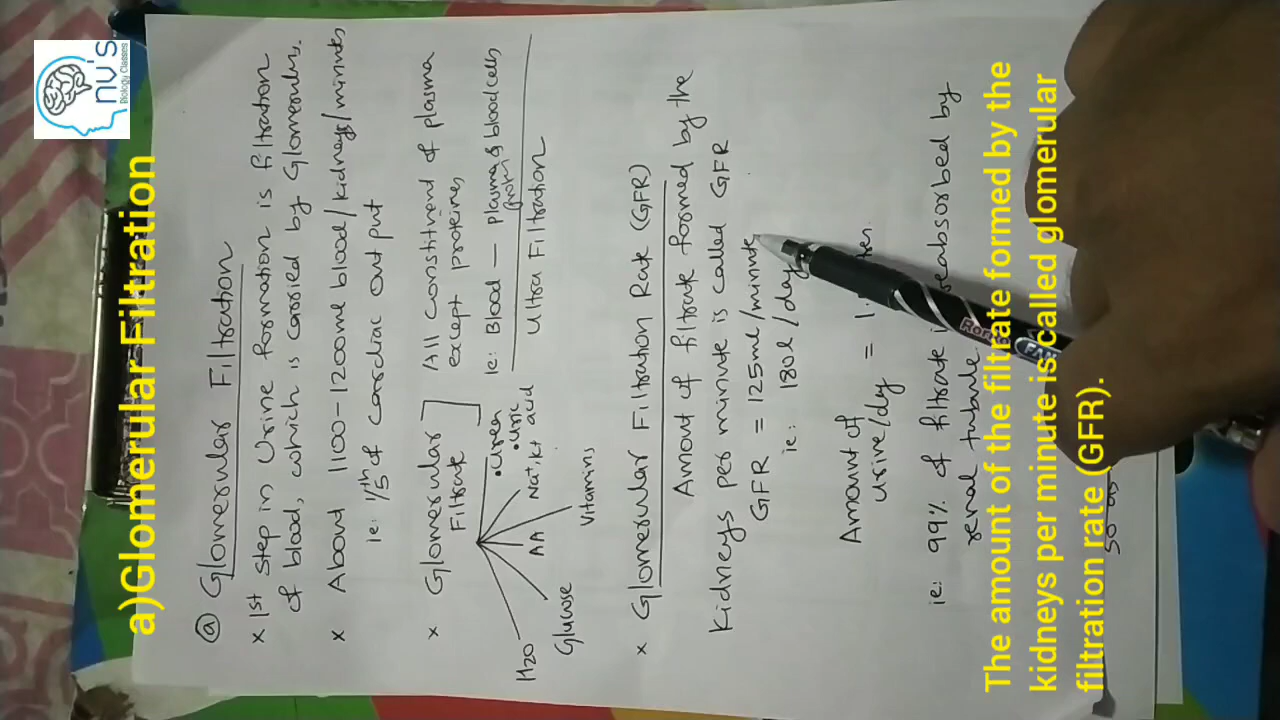 a)Glomerular Filtration
nv's
Biology Classes
@ Glomerular Filtration
x 1st step in Urine Formation is filtration
of blood, which is carried by Glomerulus.
x About 1100-1200ml blood/kidneys/minutes
ie: 1/5th of cardiac out put
x Glomerular Filtrate
All constituent of plasma
except proteins
ie: Blood — plasma protein & blood cells
Ultra Filtration
H2O
Glucose
AA
Vitamins
Na+, K+
• Urea
• Uric acid
x Glomerular Filtration Rate (GFR)
Amount of filtrate formed by the
Kidneys per minute is called GFR
GFR = 125ml/minute
ie: 180l/day
Amount of
Urine/dy = 1.
ie: 99% of filtrate reabsorbed by
renal tubule
The amount of the filtrate formed by the
kidneys per minute is called glomerular
filtration rate (GFR).